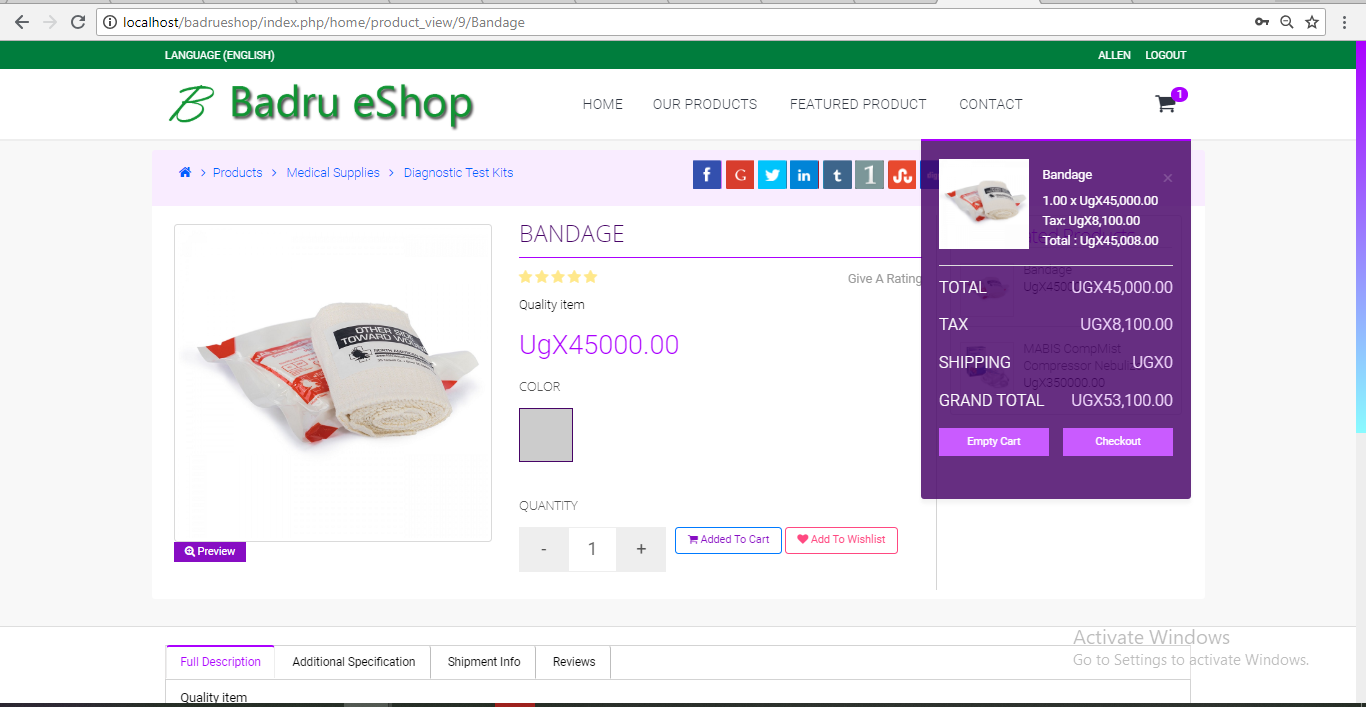 localhost/badrueshop/index.php/home/product_view/9/Bandage
LANGUAGE (ENGLISH)
ALLEN LOGOUT
B Badru eShop
HOME OUR PRODUCTS FEATURED PRODUCT CONTACT
1
Products Medical Supplies Diagnostic Test Kits
BANDAGE
Give A Rating
Quality item
UgX45000.00
COLOR
QUANTITY
- 1 +
Added To Cart
Add To Wishlist
Preview
OTHER SIDE
TOWARD WOUND
Bandage
×
1.00 x UgX45,000.00
Tax: UgX8,100.00
Total : UgX45,008.00
Bandage
TOTAL UGX45,000.00
TAX UGX8,100.00
MABIS CompMist
Compressor Nebulizer
UgX350000.00
SHIPPING UGX0
GRAND TOTAL UGX53,100.00
Empty Cart
Checkout
Activate Windows
Go to Settings to activate Windows.
Full Description
Additional Specification
Shipment Info
Reviews
Quality item